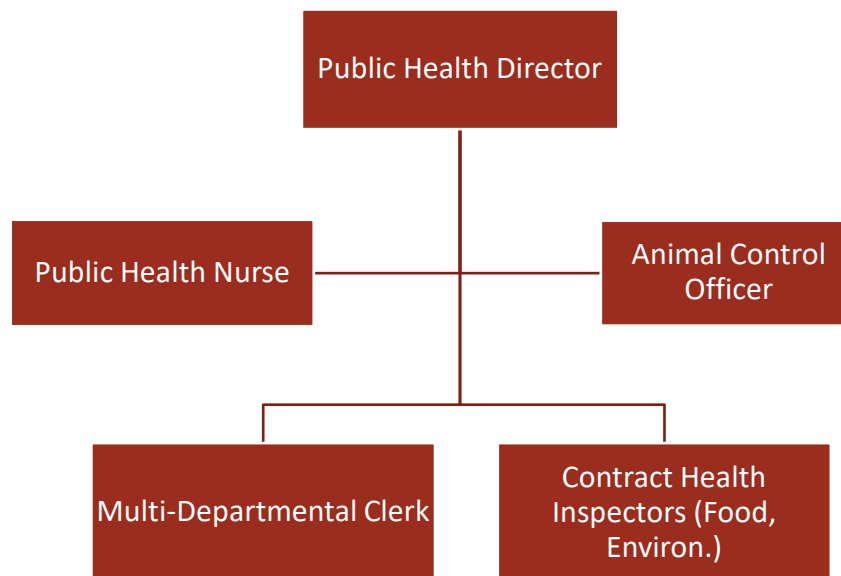 Public Health Director
Public Health Nurse
Animal Control
Officer
Multi-Departmental Clerk
Contract Health
Inspectors (Food,
Environ.)